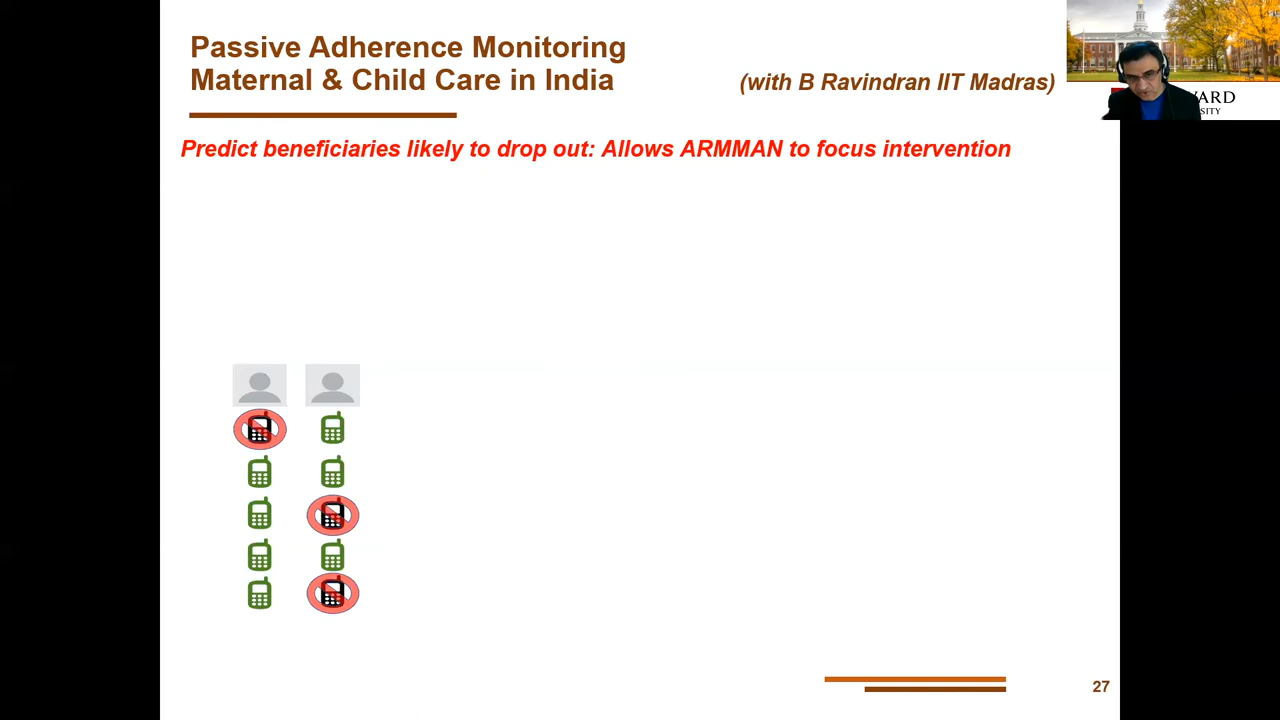 Passive Adherence Monitoring
Maternal & Child Care in India
(with B Ravindran IIT Madras)
Predict beneficiaries likely to drop out: Allows ARMMAN to focus intervention
27